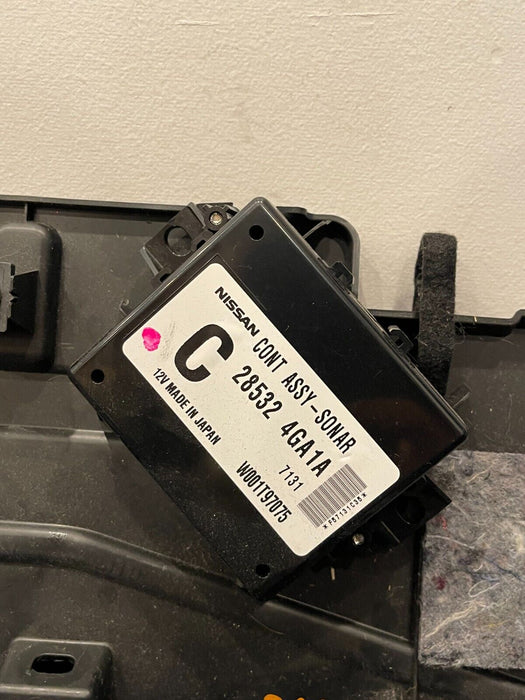 NISSAN
CONT ASSY-SONAR
C
28532 4GA1A
7131
12V MADE IN JAPAN
W001T97075